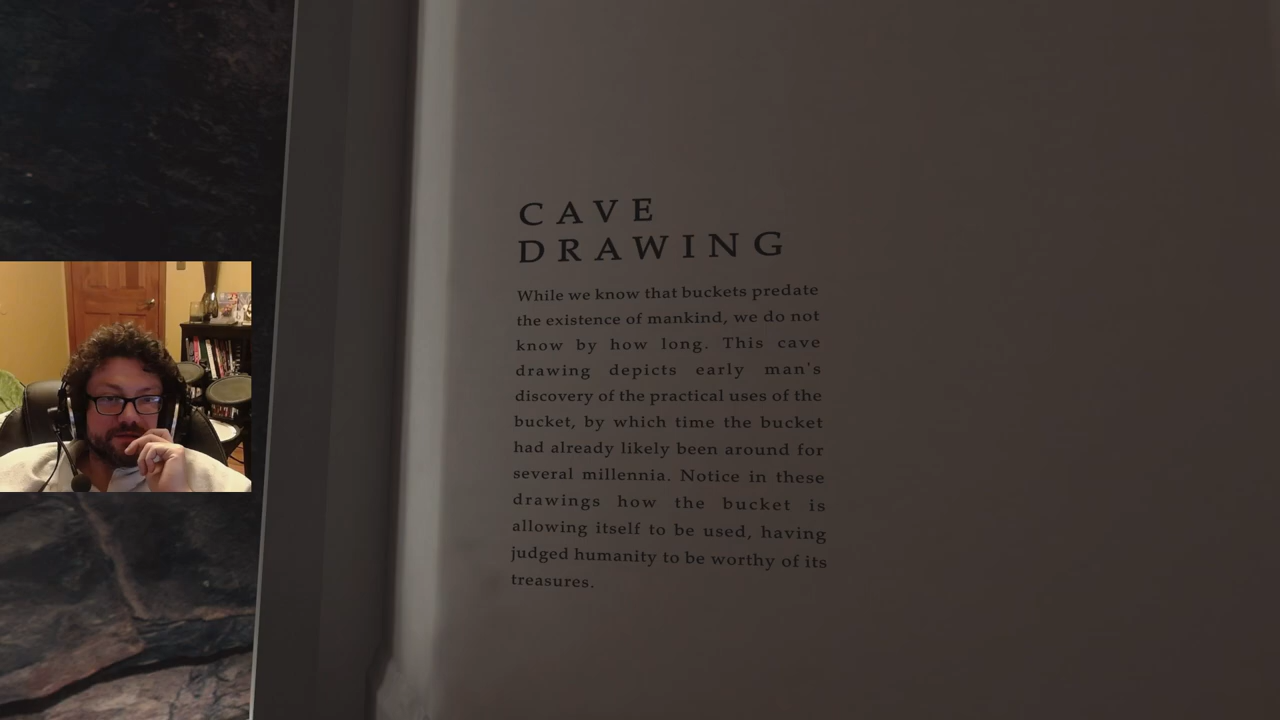 CAVE
DRAWING
While we know that buckets predate
the existence of mankind, we do not
know by how long. This cave
drawing depicts early man's
discovery of the practical uses of the
bucket, by which time the bucket
had already likely been around for
several millennia. Notice in these
drawings how the bucket is
allowing itself to be used, having
judged humanity to be worthy of its
treasures.